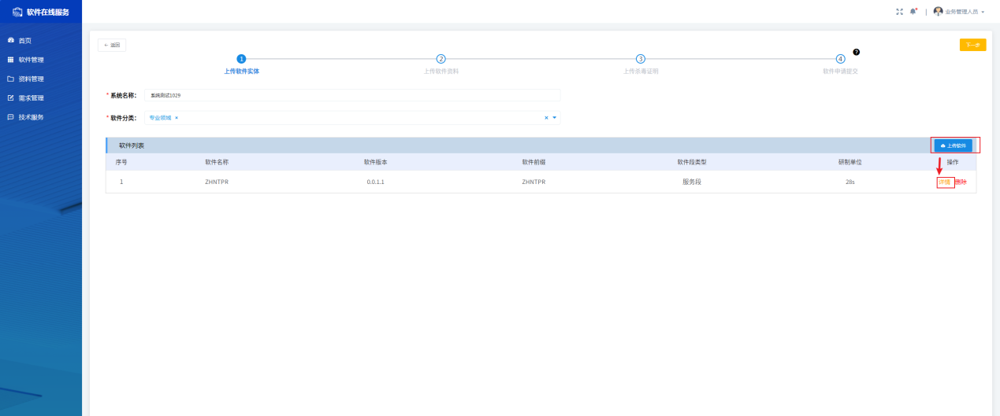 软件在线服务
业务管理人员
首页
软件管理
资料管理
需求管理
技术服务
← 返回
下一步
1 2 3 4 ?
上传软件实体 上传软件资料 上传杀毒证明 软件申请提交
* 系统名称: 系统测试1029
* 软件分类: 专业领域 ×
软件列表 上传软件
序号 软件名称 软件版本 软件前缀 软件段类型 研制单位 操作
1 ZHNTPR 0.0.1.1 ZHNTPR 服务段 28s 详情 删除